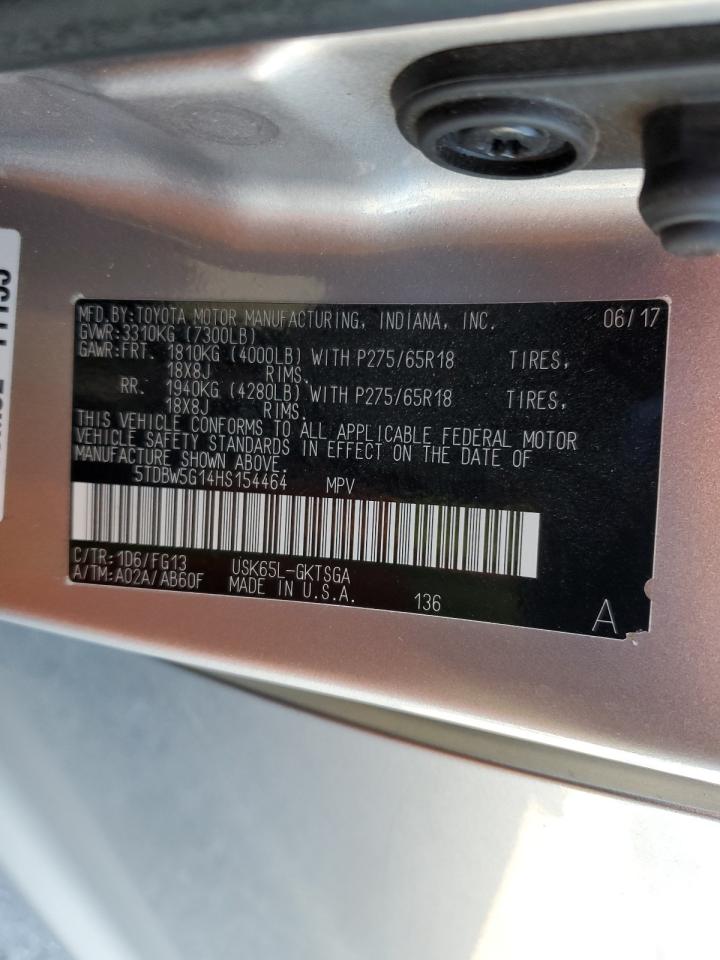 MFD.BY:TOYOTA MOTOR MANUFACTURING, INDIANA, INC. 06/17
GVWR:3310KG (7300LB)
GAWR:FRT. 1810KG (4000LB) WITH P275/65R18 TIRES,
18X8J RIMS.
RR. 1940KG (4280LB) WITH P275/65R18 TIRES,
18X8J RIMS.
THIS VEHICLE CONFORMS TO ALL APPLICABLE FEDERAL MOTOR
VEHICLE SAFETY STANDARDS IN EFFECT ON THE DATE OF
MANUFACTURE SHOWN ABOVE.
5TDBW5G14HS154464 MPV
C/TR:1D6/FG13 USK65L-GKTSGA
A/TM:A02A/AB60F MADE IN U.S.A. 136
A